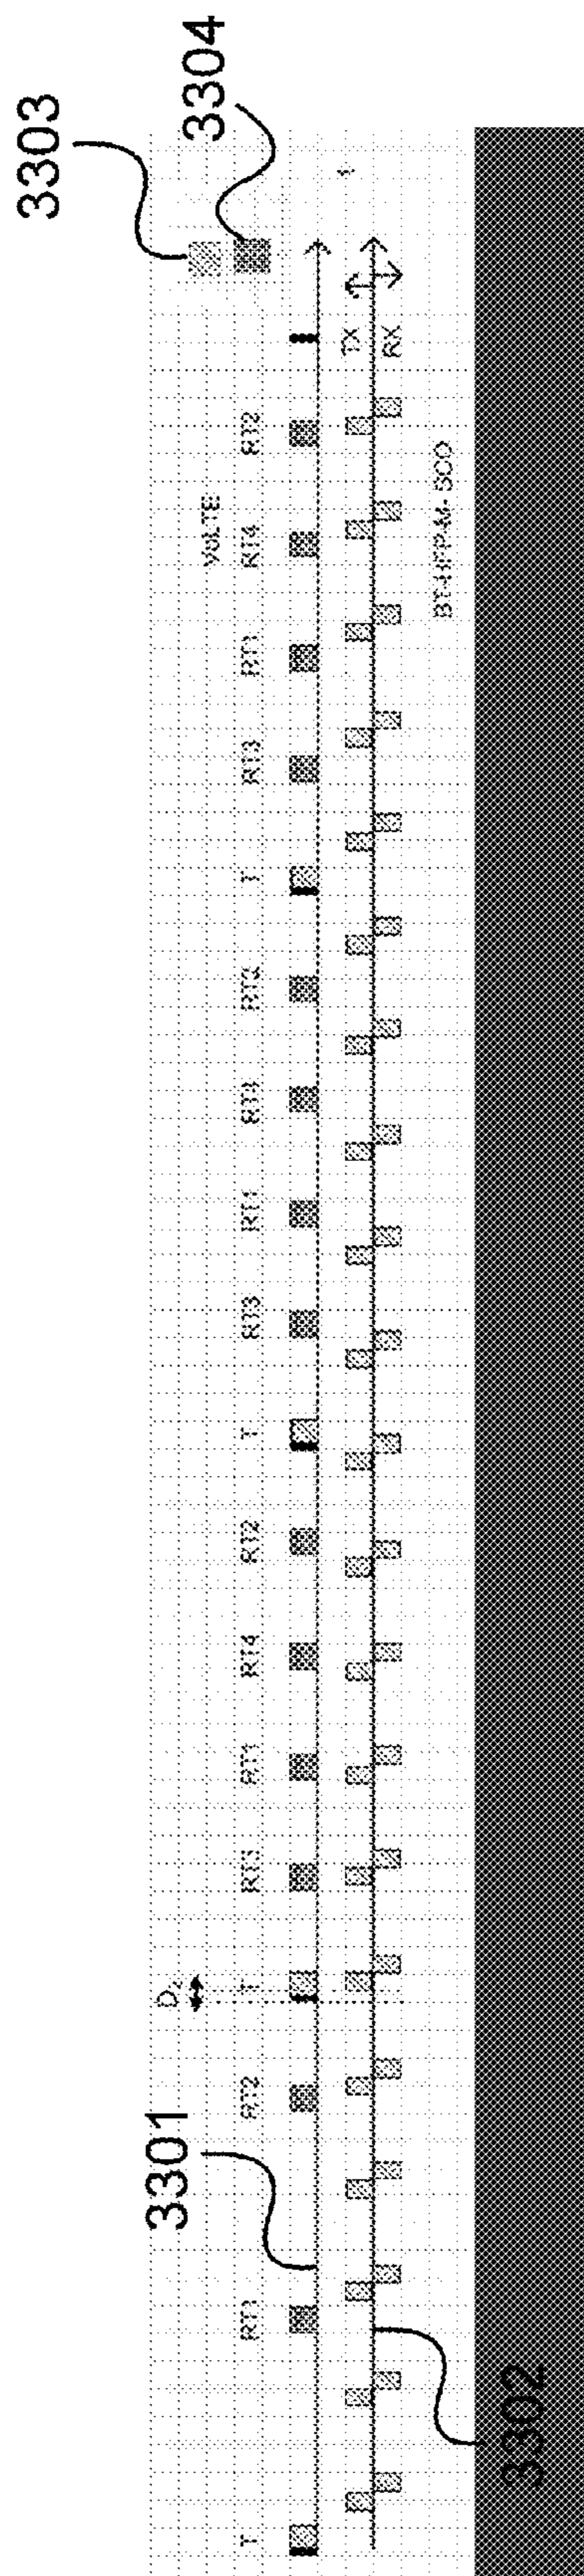 3303
3304
VoLTE
D₂
T
RT1
RT2
T
RT3
RT1
RT4
RT2
T
RT3
RT1
RT4
RT2
T
RT3
RT1
RT4
RT2
3301
TX
RX
BT-HFP-M- SCO
3302